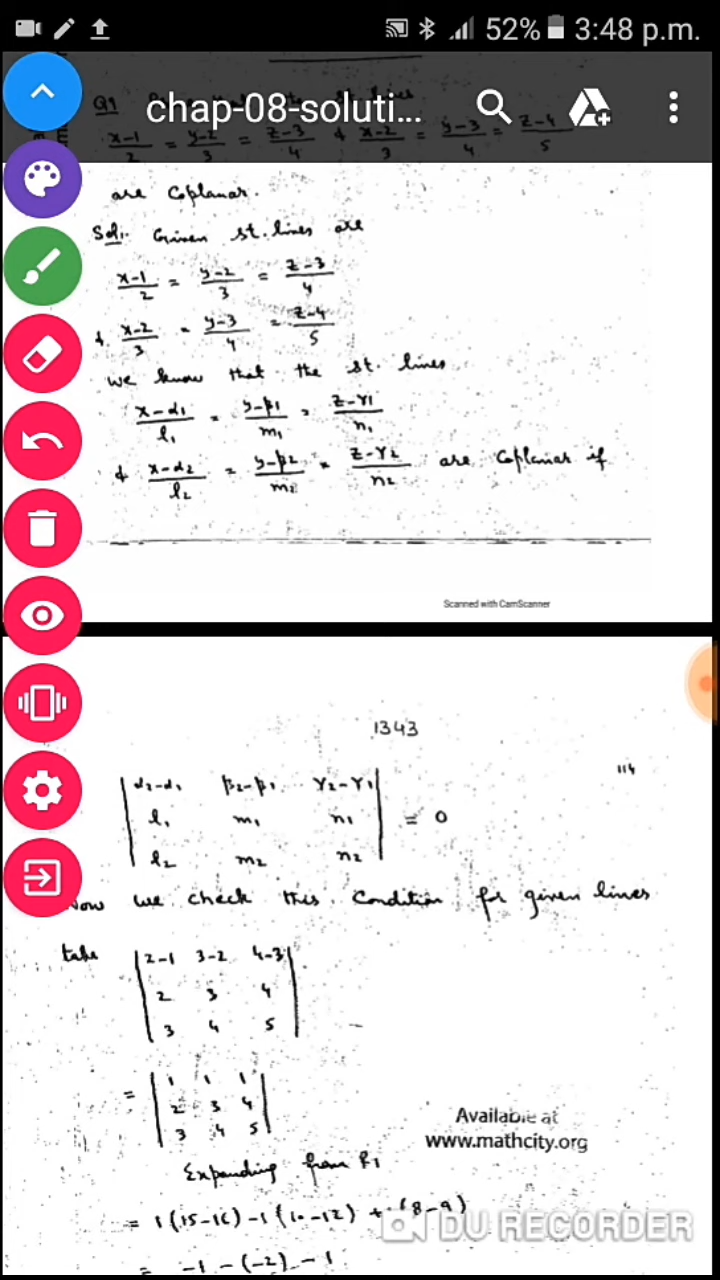 52% 3:48 p.m.
chap-08-soluti...
Q1
x-1/2 = y-2/3 = z-3/4 & x-2/3 = y-3/4 = z-4/5
are Coplanar.
Sol:. Given st. lines are
x-1/2 = y-2/3 = z-3/4
& x-2/3 = y-3/4 = z-4/5
We know that the st. lines
x-α1/l1 = y-β1/m1 = z-γ1/n1
& x-α2/l2 = y-β2/m2 = z-γ2/n2 are Coplanar if
Scanned with CamScanner
1343
114
| α2-α1 β2-β1 γ2-γ1 |
| l1 m1 n1 | = 0
| l2 m2 n2 |
Now we check this Condition for given lines
take | 2-1 3-2 4-3 |
| 2 3 4 |
| 3 4 5 |
= | 1 1 1 |
| 2 3 4 |
| 3 4 5 |
Available at
www.mathcity.org
Expanding from R1
= 1(15-16)-1(10-12) + (8-9)
DU RECORDER
= -1 - (-2) - 1